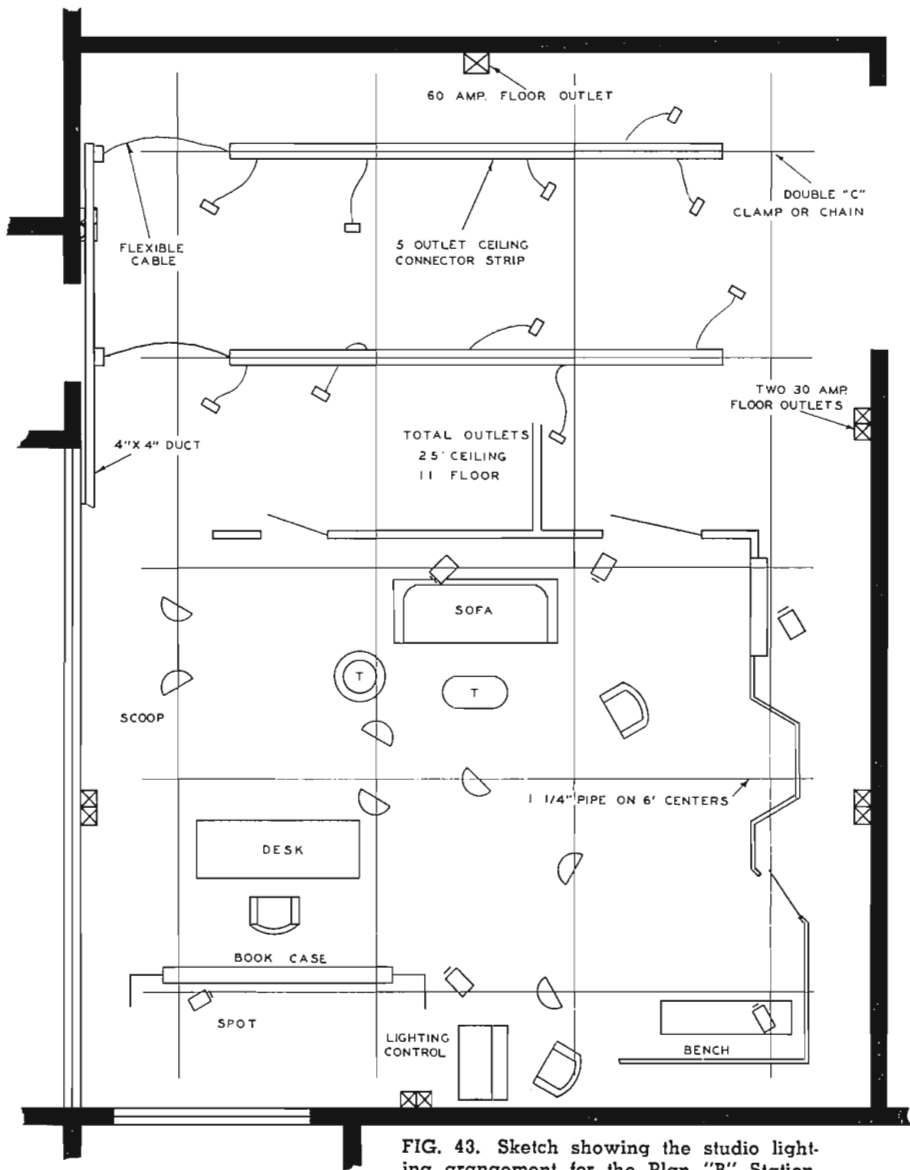 60 AMP. FLOOR OUTLET
DOUBLE "C"
CLAMP OR CHAIN
FLEXIBLE
CABLE
5 OUTLET CEILING
CONNECTOR STRIP
TWO 30 AMP.
FLOOR OUTLETS
4"X 4" DUCT
TOTAL OUTLETS
25 CEILING
11 FLOOR
SOFA
T
T
SCOOP
1 1/4" PIPE ON 6' CENTERS
DESK
BOOK CASE
SPOT
LIGHTING
CONTROL
BENCH
FIG. 43. Sketch showing the studio light-
ing arangement for the Plan "B" Station